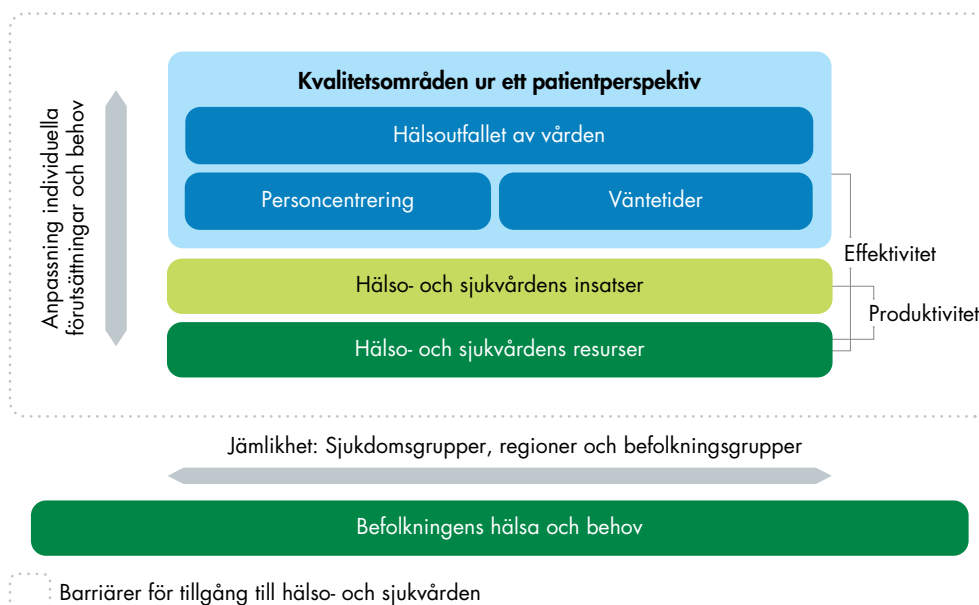 Kvalitetsområden ur ett patientperspektiv
Hälsoutfallet av vården
Personcentrering
Väntetider
Hälso- och sjukvårdens insatser
Hälso- och sjukvårdens resurser
Anpassning individuella
förutsättningar och behov
Effektivitet
Produktivitet
Jämlikhet: Sjukdomsgrupper, regioner och befolkningsgrupper
Befolkningens hälsa och behov
Barriärer för tillgång till hälso- och sjukvården